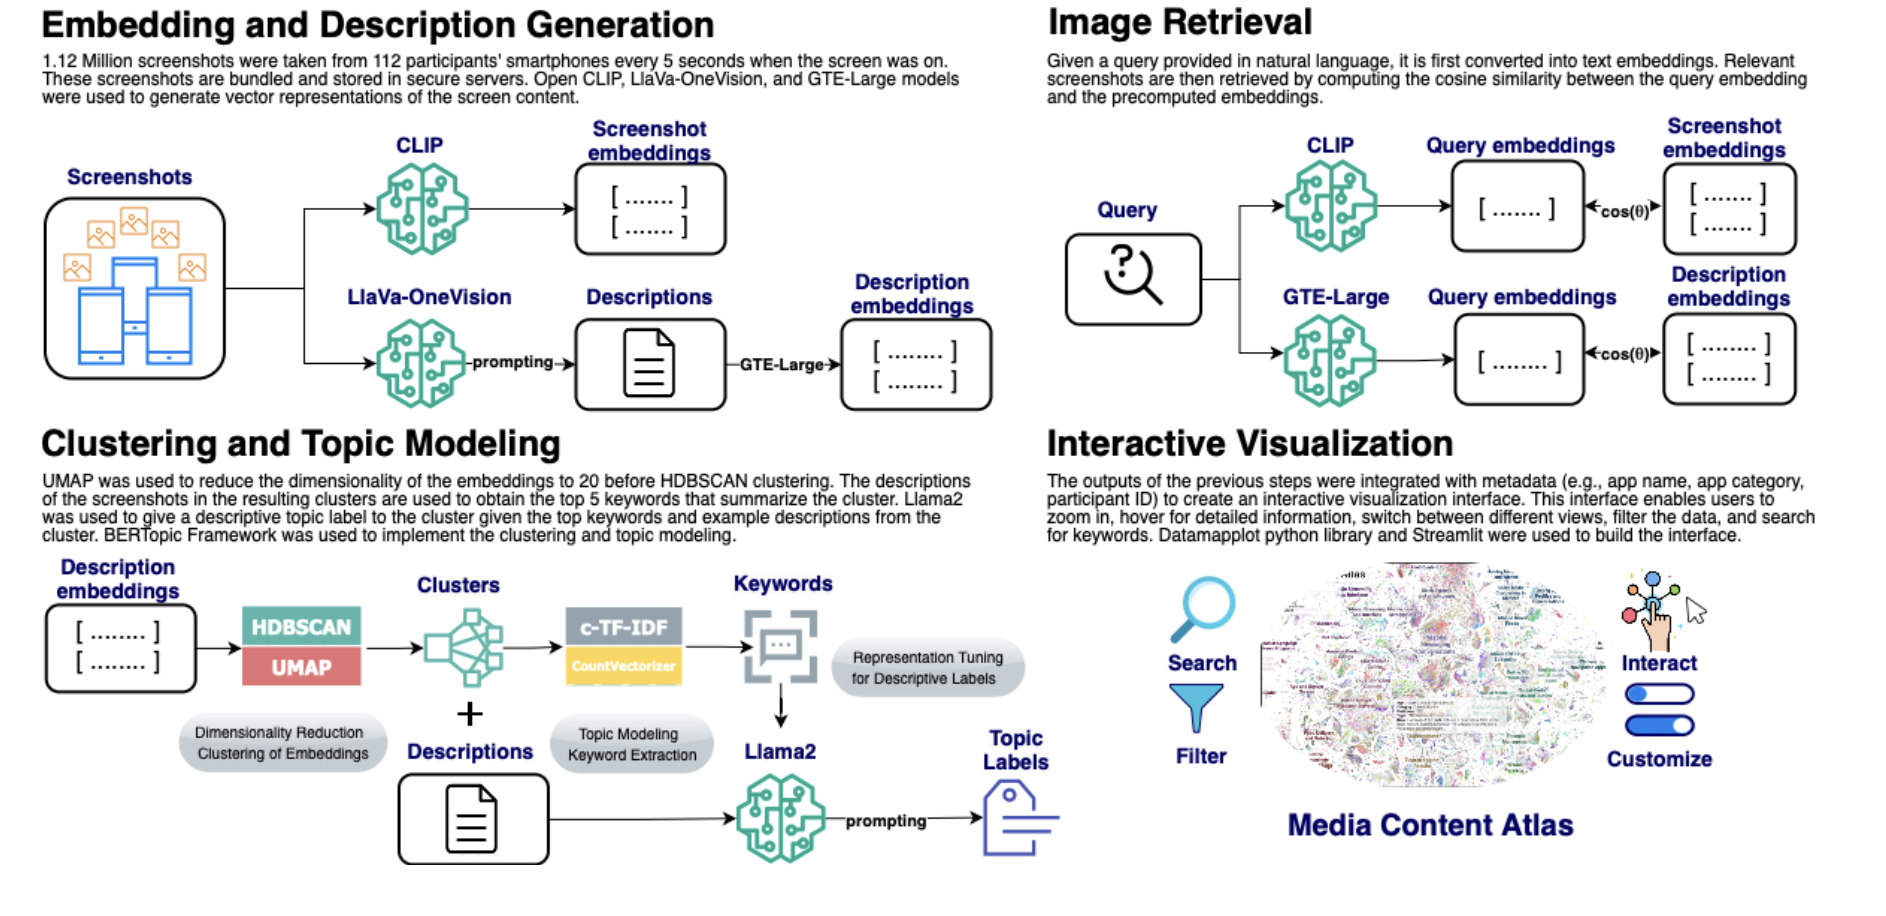 Embedding and Description Generation
1.12 Million screenshots were taken from 112 participants' smartphones every 5 seconds when the screen was on.
These screenshots are bundled and stored in secure servers. Open CLIP, LlaVa-OneVision, and GTE-Large models
were used to generate vector representations of the screen content.
Screenshots
CLIP
Screenshot
embeddings
[ ....... ]
[ ....... ]
LlaVa-OneVision
prompting
Descriptions
GTE-Large
Description
embeddings
[ ........ ]
[ ........ ]
Image Retrieval
Given a query provided in natural language, it is first converted into text embeddings. Relevant
screenshots are then retrieved by computing the cosine similarity between the query embedding
and the precomputed embeddings.
Query
?
CLIP
Query embeddings
[ ....... ]
cos(θ)
Screenshot
embeddings
[ ....... ]
[ ....... ]
GTE-Large
Query embeddings
[ ........ ]
cos(θ)
Description
embeddings
[ ........ ]
[ ........ ]
Clustering and Topic Modeling
UMAP was used to reduce the dimensionality of the embeddings to 20 before HDBSCAN clustering. The descriptions
of the screenshots in the resulting clusters are used to obtain the top 5 keywords that summarize the cluster. Llama2
was used to give a descriptive topic label to the cluster given the top keywords and example descriptions from the
cluster. BERTopic Framework was used to implement the clustering and topic modeling.
Description
embeddings
[ ........ ]
[ ........ ]
HDBSCAN
UMAP
Dimensionality Reduction
Clustering of Embeddings
Clusters
+
Descriptions
c-TF-IDF
CountVectorizer
Topic Modeling
Keyword Extraction
Keywords
Representation Tuning
for Descriptive Labels
Llama2
prompting
Topic
Labels
Interactive Visualization
The outputs of the previous steps were integrated with metadata (e.g., app name, app category,
participant ID) to create an interactive visualization interface. This interface enables users to
zoom in, hover for detailed information, switch between different views, filter the data, and search
for keywords. Datamapplot python library and Streamlit were used to build the interface.
Search
Filter
Interact
Customize
Media Content Atlas